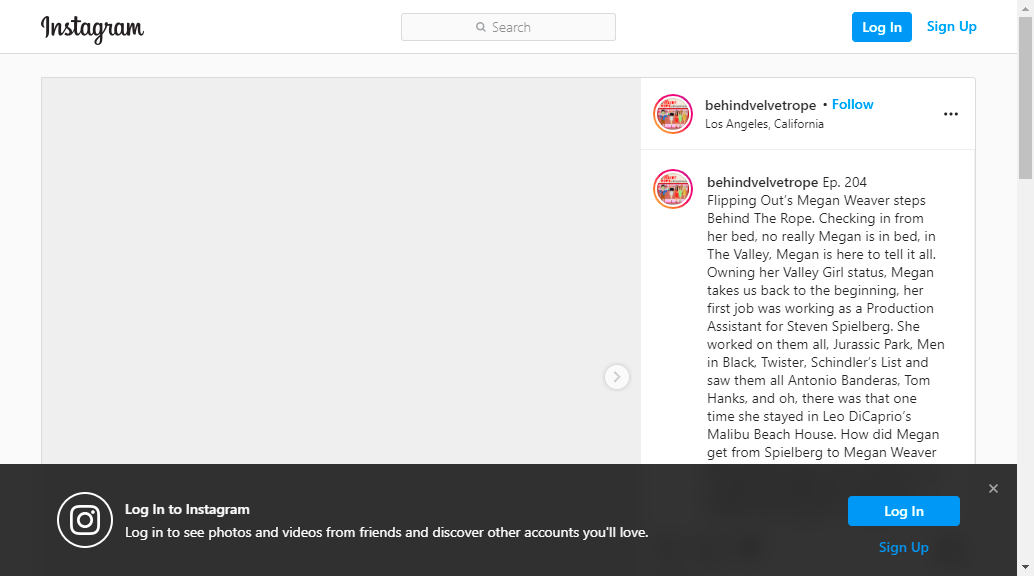 Instagram
Search
Log In
Sign Up
behindvelvetrope • Follow
Los Angeles, California
behindvelvetrope Ep. 204
Flipping Out's Megan Weaver steps
Behind The Rope. Checking in from
her bed, no really Megan is in bed, in
The Valley, Megan is here to tell it all.
Owning her Valley Girl status, Megan
takes us back to the beginning, her
first job was working as a Production
Assistant for Steven Spielberg. She
worked on them all, Jurassic Park, Men
in Black, Twister, Schindler's List and
saw them all Antonio Banderas, Tom
Hanks, and oh, there was that one
time she stayed in Leo DiCaprio's
Malibu Beach House. How did Megan
get from Spielberg to Megan Weaver
Log In to Instagram
Log in to see photos and videos from friends and discover other accounts you'll love.
Log In
Sign Up